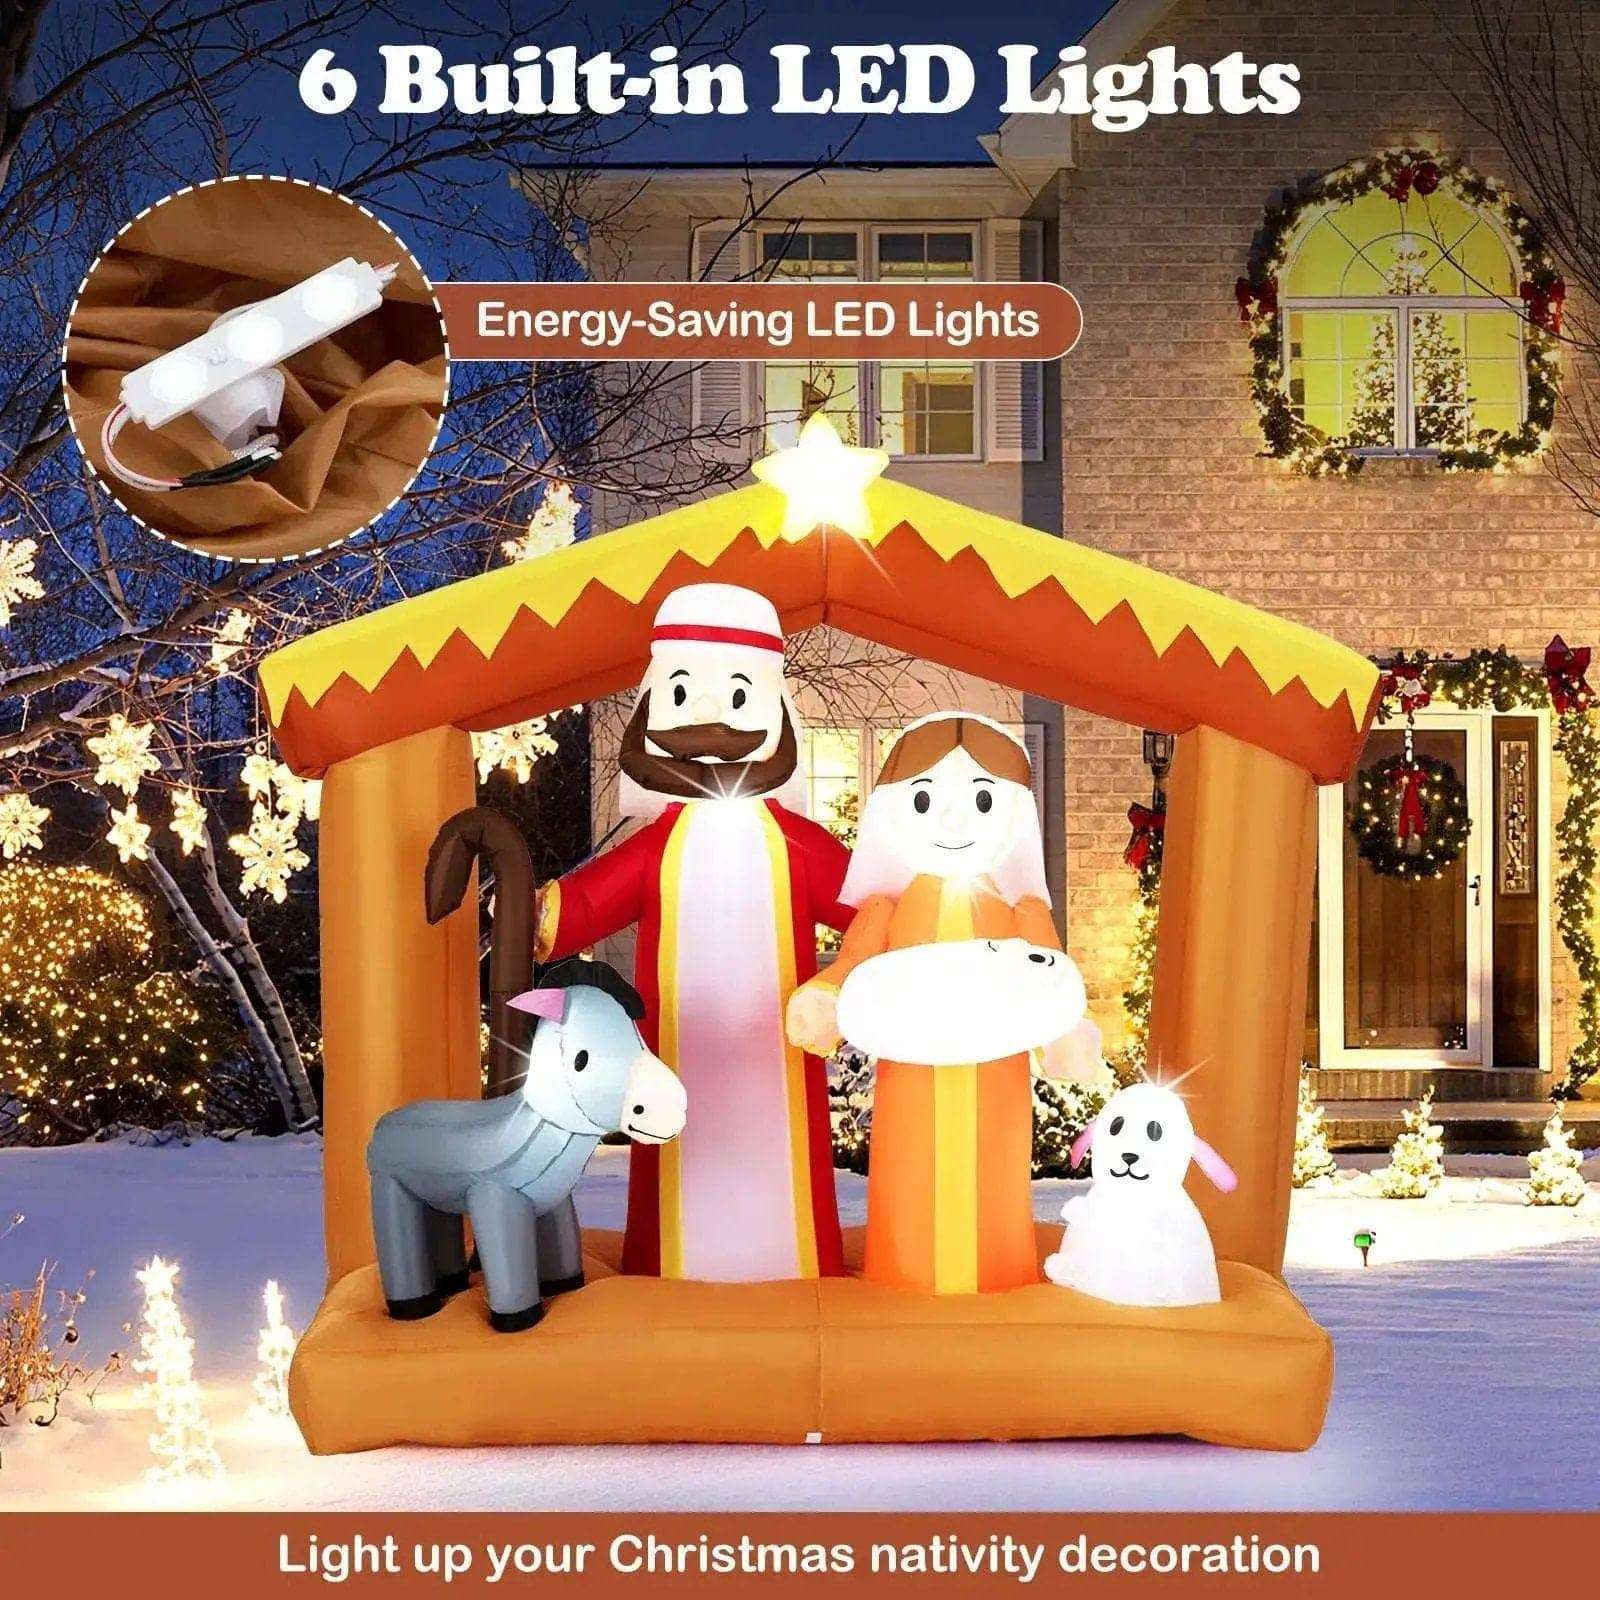 6 Built-in LED Lights
Energy-Saving LED Lights
Light up your Christmas nativity decoration